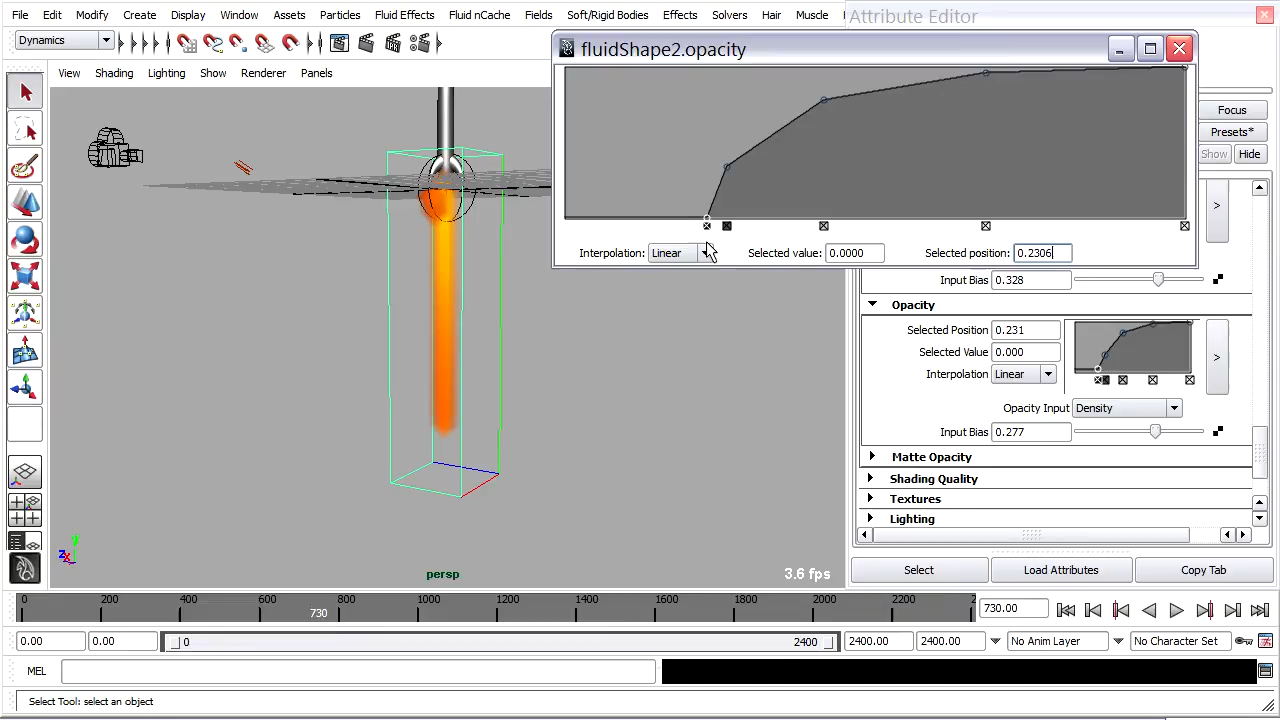 File Edit Modify Create Display Window Assets Particles Fluid Effects Fluid nCache Fields Soft/Rigid Bodies Effects Solvers Hair Muscle
Attribute Editor
Dynamics
fluidShape2.opacity
View Shading Lighting Show Renderer Panels
Focus
Presets*
Show Hide
Interpolation: Linear Selected value: 0.0000 Selected position: 0.2306
Input Bias 0.328
Opacity
Selected Position 0.231
Selected Value 0.000
Interpolation Linear
Opacity Input Density
Input Bias 0.277
Matte Opacity
Shading Quality
Textures
Lighting
y
z x
persp
3.6 fps
Select Load Attributes Copy Tab
0 200 400 600 800 1000 1200 1400 1600 1800 2000 2200 2
730
730.00
0.00 0.00 0 2400 2400.00 2400.00 No Anim Layer No Character Set
MEL
Select Tool: select an object